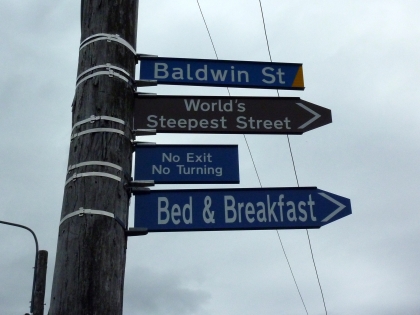 Baldwin St
World's
Steepest Street
No Exit
No Turning
Bed & Breakfast